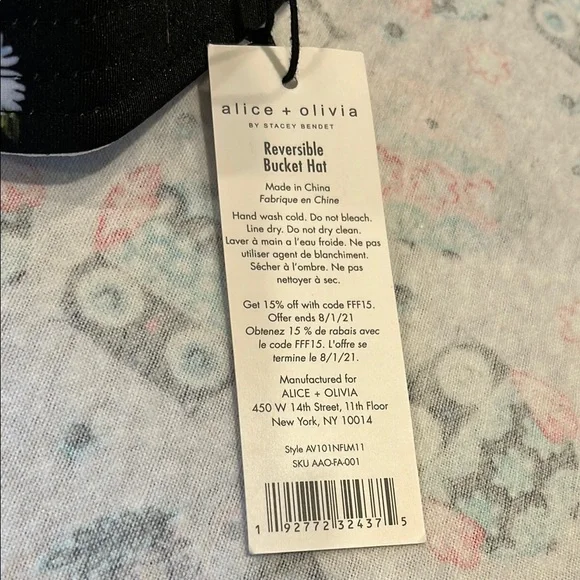 alice + olivia
BY STACEY BENDET
Reversible
Bucket Hat
Made in China
Fabrique en Chine
Hand wash cold. Do not bleach.
Line dry. Do not dry clean.
Laver à main a l'eau froide. Ne pas
utiliser agent de blanchiment.
Sécher à l'ombre. Ne pas
nettoyer à sec.
Get 15% off with code FFF15.
Offer ends 8/1/21
Obtenez 15 % de rabais avec
le code FFF15. L'offre se
termine le 8/1/21.
Manufactured for
ALICE + OLIVIA
450 W 14th Street, 11th Floor
New York, NY 10014
Style AV101NFLM11
SKU AAO-FA-001
1 92772 32437 5